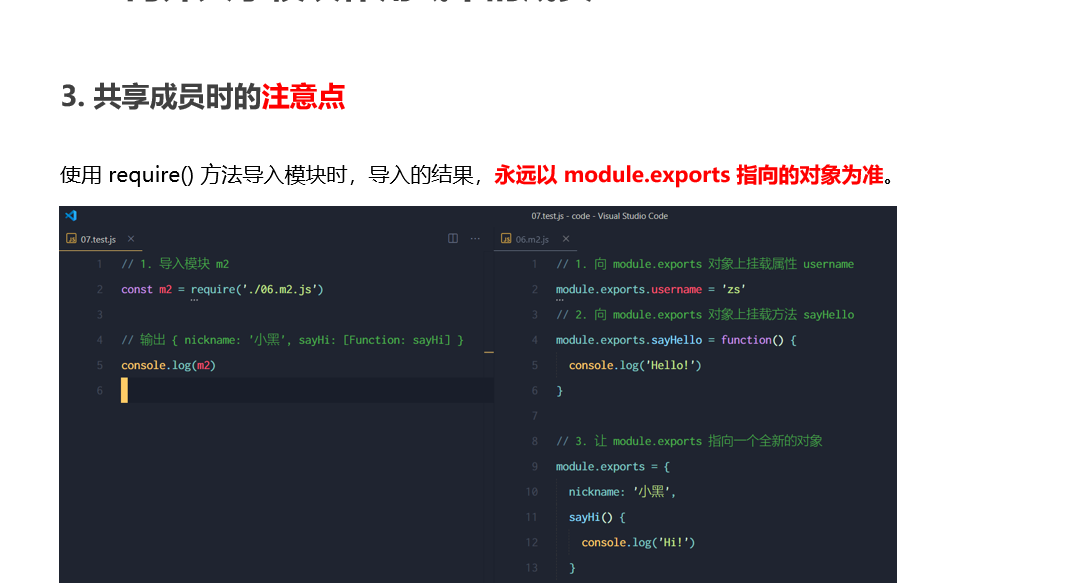 3. 共享成员时的注意点
使用 require() 方法导入模块时，导入的结果，永远以 module.exports 指向的对象为准。
07.test.js - code - Visual Studio Code
07.test.js
1 // 1. 导入模块 m2
2 const m2 = require('./06.m2.js')
3
4 // 输出 { nickname: '小黑', sayHi: [Function: sayHi] }
5 console.log(m2)
6
06.m2.js
1 // 1. 向 module.exports 对象上挂载属性 username
2 module.exports.username = 'zs'
3 // 2. 向 module.exports 对象上挂载方法 sayHello
4 module.exports.sayHello = function() {
5 console.log('Hello!')
6 }
7
8 // 3. 让 module.exports 指向一个全新的对象
9 module.exports = {
10 nickname: '小黑',
11 sayHi() {
12 console.log('Hi!')
13 }